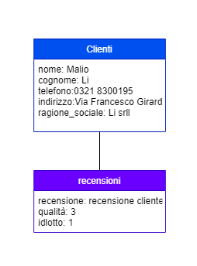 Clienti
nome: Malio
cognome: Li
telefono:0321 8300195
indirizzo:Via Francesco Girard
ragione_sociale: Li srll
recensioni
recensione: recensione cliente
qualità: 3
idlotto: 1